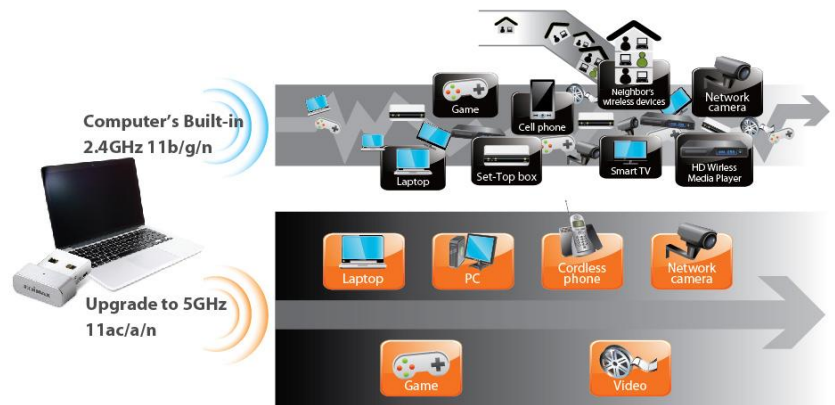 Computer's Built-in
2.4GHz 11b/g/n
Game
Cell phone
Neighbor's
wireless devices
Network
camera
Laptop
Set-Top box
Smart TV
HD Wirless
Media Player
Upgrade to 5GHz
11ac/a/n
Laptop
PC
Cordless
phone
Network
camera
Game
Video